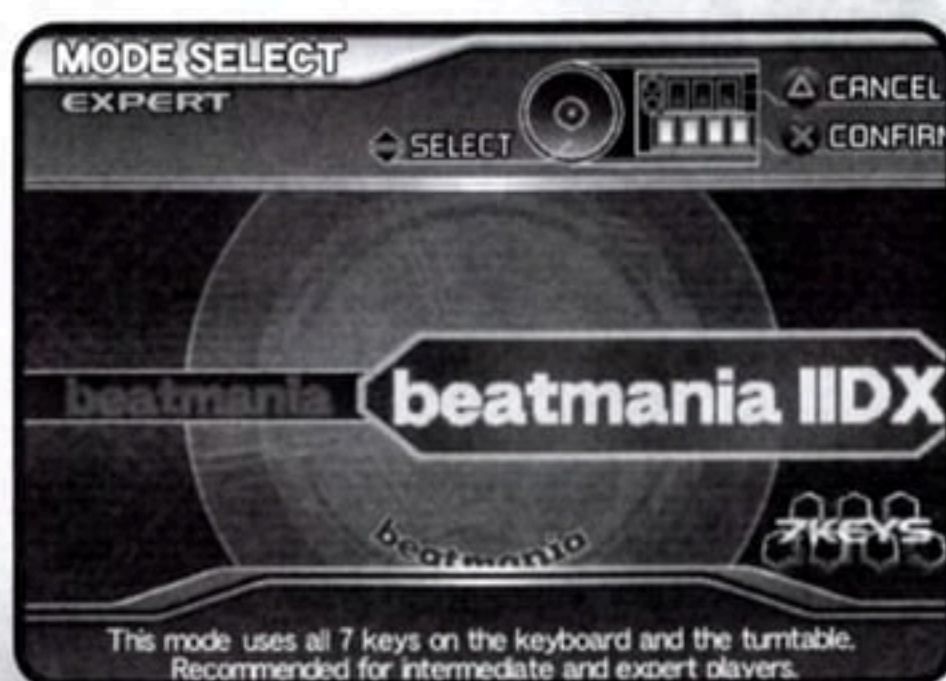 MODE SELECT
EXPERT
SELECT
CANCEL
CONFIRM
beatmania
beatmania IIDX
7KEYS
beatmania
This mode uses all 7 keys on the keyboard and the turntable.
Recommended for intermediate and expert players.